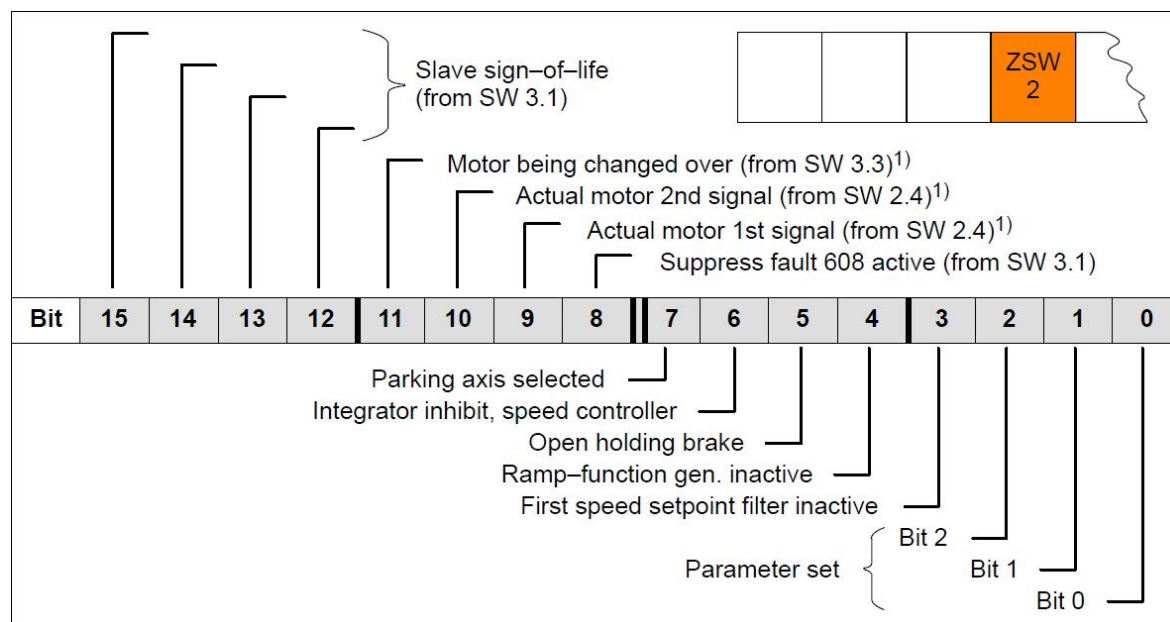 Slave sign–of–life
(from SW 3.1)
ZSW
2
Motor being changed over (from SW 3.3)1)
Actual motor 2nd signal (from SW 2.4)1)
Actual motor 1st signal (from SW 2.4)1)
Suppress fault 608 active (from SW 3.1)
Bit 15 14 13 12 11 10 9 8 7 6 5 4 3 2 1 0
Parking axis selected
Integrator inhibit, speed controller
Open holding brake
Ramp–function gen. inactive
First speed setpoint filter inactive
Parameter set
Bit 2
Bit 1
Bit 0